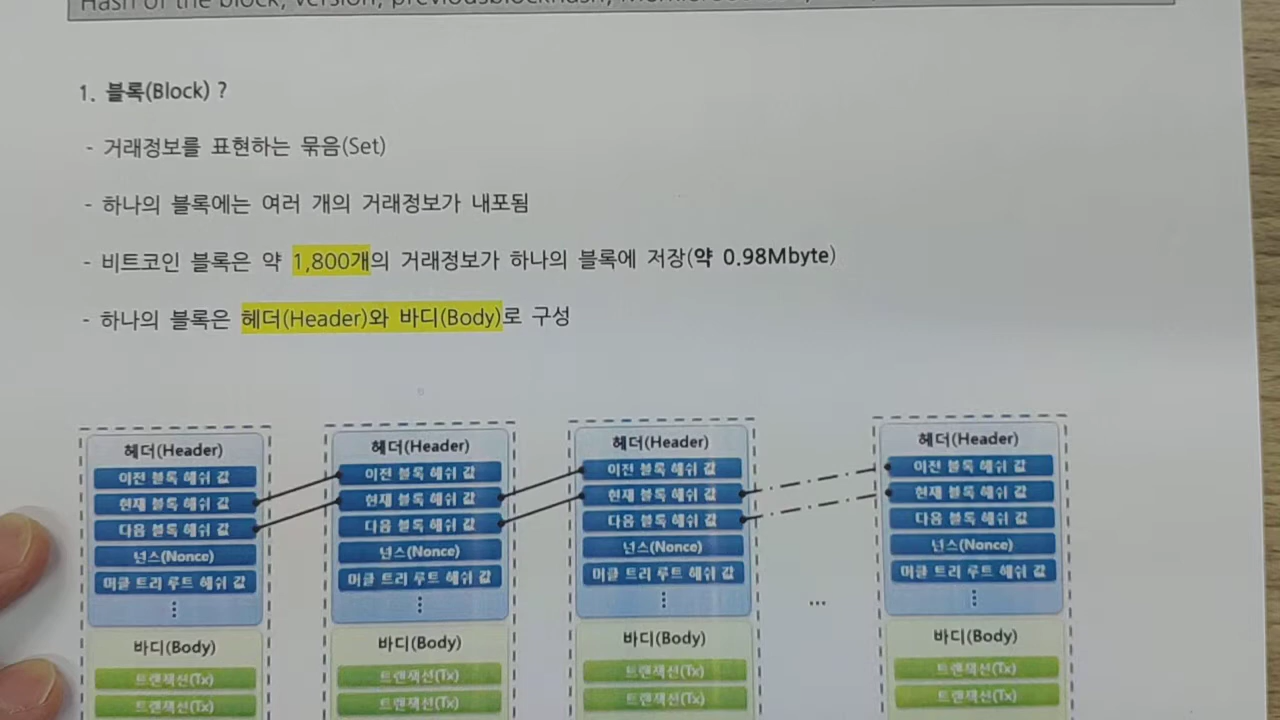 Hash of the block, version, previousblockhash,
1. 블록(Block) ?
- 거래정보를 표현하는 묶음(Set)
- 하나의 블록에는 여러 개의 거래정보가 내포됨
- 비트코인 블록은 약 1,800개의 거래정보가 하나의 블록에 저장(약 0.98Mbyte)
- 하나의 블록은 헤더(Header)와 바디(Body)로 구성
헤더(Header)
이전 블록 해쉬 값
현재 블록 해쉬 값
다음 블록 해쉬 값
넌스(Nonce)
머클 트리 루트 해쉬 값
⋮
바디(Body)
트랜잭션(Tx)
트랜잭션(Tx)
헤더(Header)
이전 블록 해쉬 값
현재 블록 해쉬 값
다음 블록 해쉬 값
넌스(Nonce)
머클 트리 루트 해쉬 값
⋮
바디(Body)
트랜잭션(Tx)
트랜잭션(Tx)
헤더(Header)
이전 블록 해쉬 값
현재 블록 해쉬 값
다음 블록 해쉬 값
넌스(Nonce)
머클 트리 루트 해쉬 값
⋮
바디(Body)
트랜잭션(Tx)
트랜잭션(Tx)
...
헤더(Header)
이전 블록 해쉬 값
현재 블록 해쉬 값
다음 블록 해쉬 값
넌스(Nonce)
머클 트리 루트 해쉬 값
⋮
바디(Body)
트랜잭션(Tx)
트랜잭션(Tx)